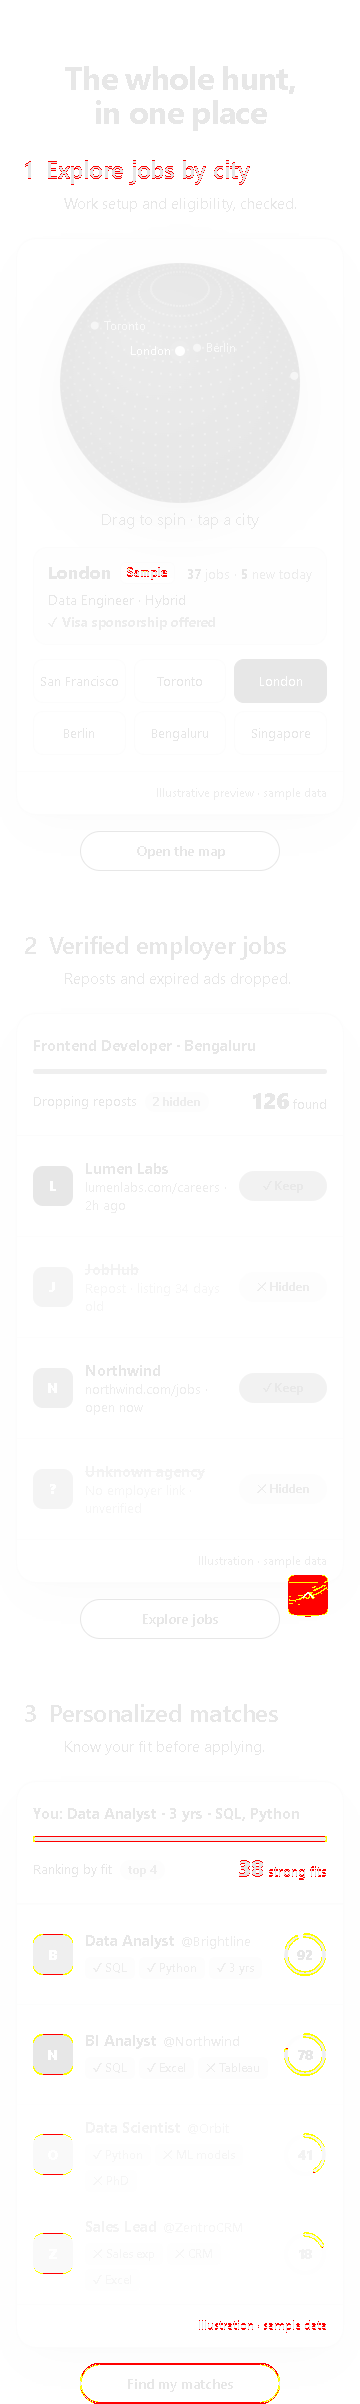 The whole hunt,
in one place
1 Explore jobs by city
Work setup and eligibility, checked.
Toronto
London
Berlin
Drag to spin · tap a city
London Sample 37 jobs · 5 new today
Data Engineer · Hybrid
✓ Visa sponsorship offered
San Francisco Toronto London
Berlin Bengaluru Singapore
Illustrative preview · sample data
Open the map
2 Verified employer jobs
Reposts and expired ads dropped.
Frontend Developer · Bengaluru
Dropping reposts 2 hidden 126 found
L Lumen Labs
lumenlabs.com/careers ·
2h ago
✓ Keep
J JobHub
Repost · listing 34 days
old
✕ Hidden
N Northwind
northwind.com/jobs ·
open now
✓ Keep
? Unknown agency
No employer link ·
unverified
✕ Hidden
Illustration · sample data
Explore jobs
3 Personalized matches
Know your fit before applying.
You: Data Analyst · 3 yrs · SQL, Python
Ranking by fit top 4 38 strong fits
B Data Analyst @Brightline
✓ SQL ✓ Python ✓ 3 yrs
92
N BI Analyst @Northwind
✓ SQL ✓ Excel ✕ Tableau
78
O Data Scientist @Orbit
✓ Python ✕ ML models
✕ PhD
41
Z Sales Lead @ZentroCRM
✕ Sales exp ✕ CRM
✓ Excel
18
Illustration · sample data
Find my matches